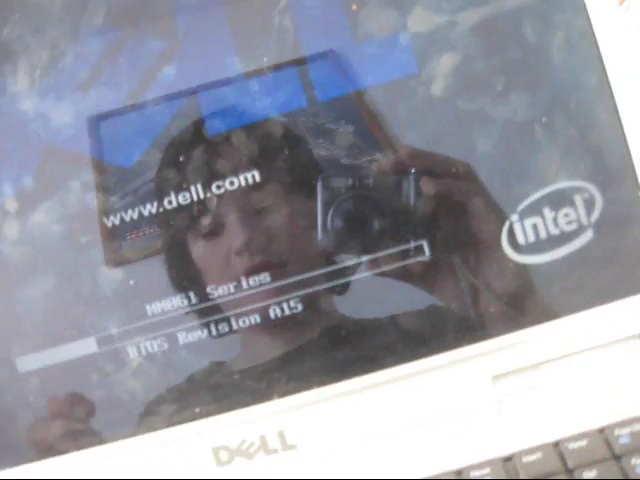 www.dell.com
intel
MM061 Series
BIOS Revision A15
DELL